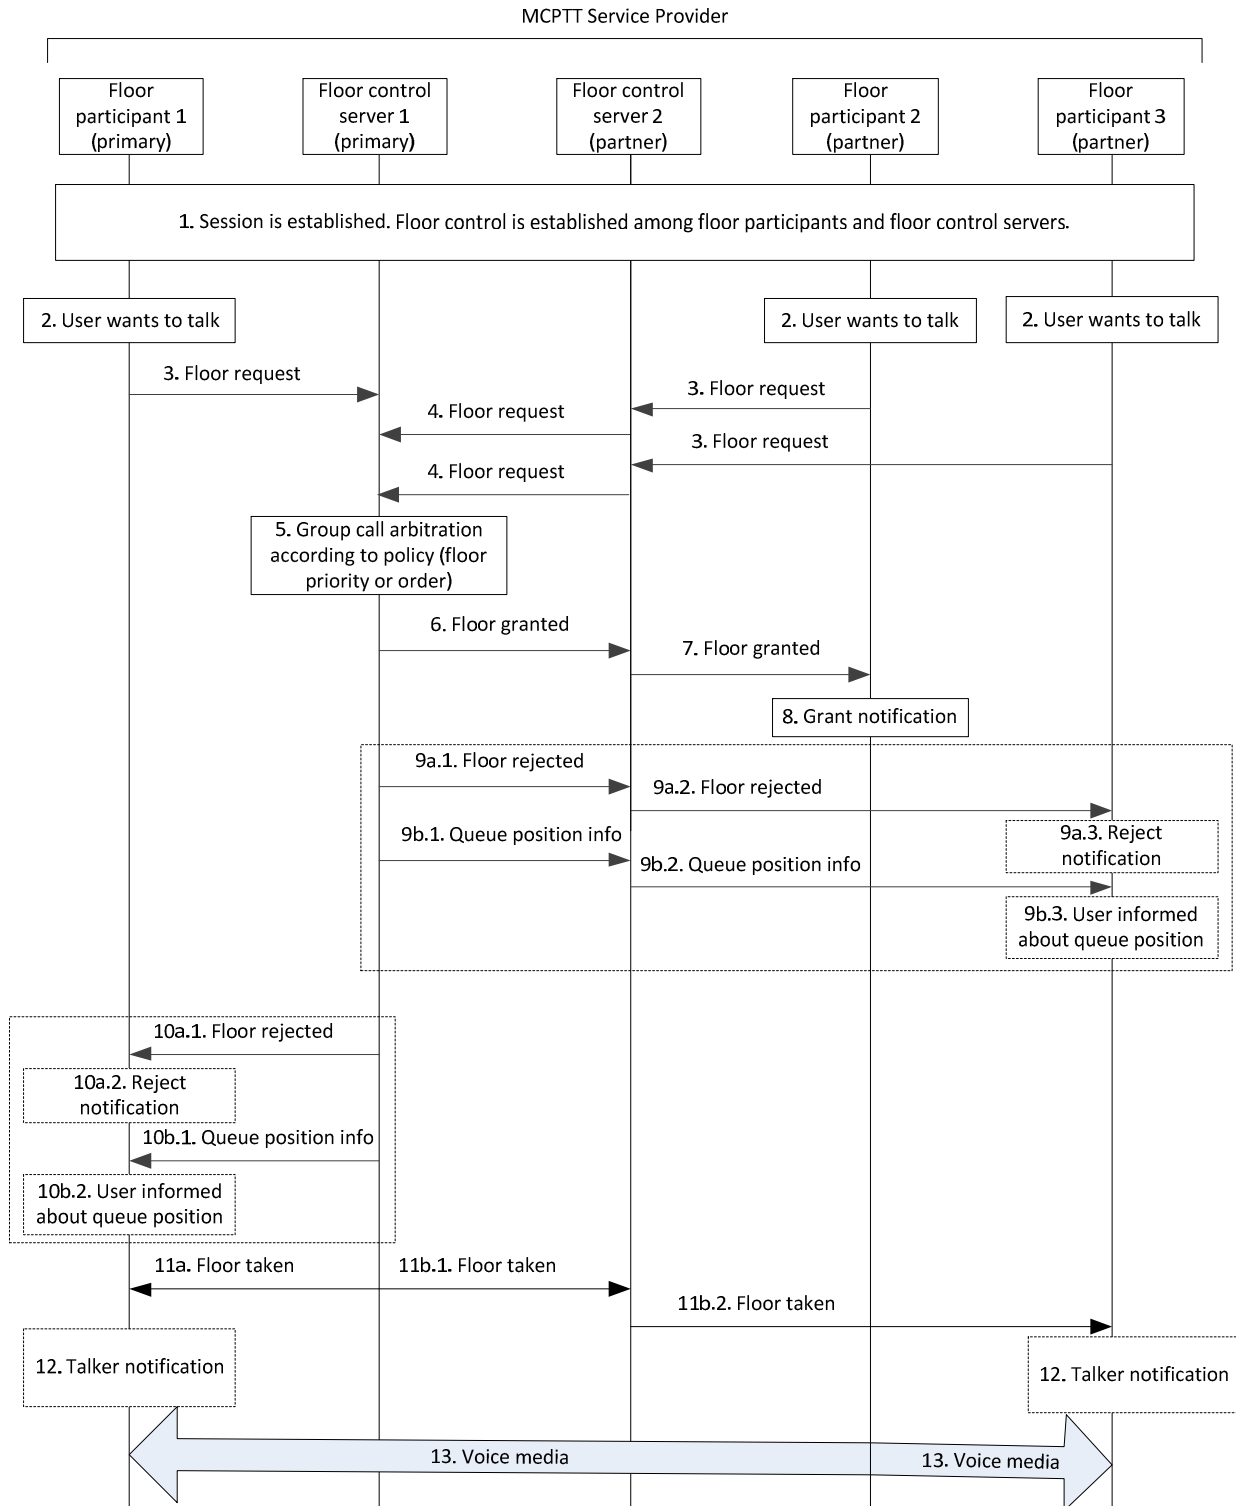 MCPTT Service Provider
Floor
participant 1
(primary)
Floor control
server 1
(primary)
Floor control
server 2
(partner)
Floor
participant 2
(partner)
Floor
participant 3
(partner)
1. Session is established. Floor control is established among floor participants and floor control servers.
2. User wants to talk
2. User wants to talk
2. User wants to talk
3. Floor request
3. Floor request
4. Floor request
3. Floor request
4. Floor request
5. Group call arbitration
according to policy (floor
priority or order)
6. Floor granted
7. Floor granted
8. Grant notification
9a.1. Floor rejected
9a.2. Floor rejected
9b.1. Queue position info
9a.3. Reject
notification
9b.2. Queue position info
9b.3. User informed
about queue position
10a.1. Floor rejected
10a.2. Reject
notification
10b.1. Queue position info
10b.2. User informed
about queue position
11a. Floor taken
11b.1. Floor taken
11b.2. Floor taken
12. Talker notification
12. Talker notification
13. Voice media
13. Voice media